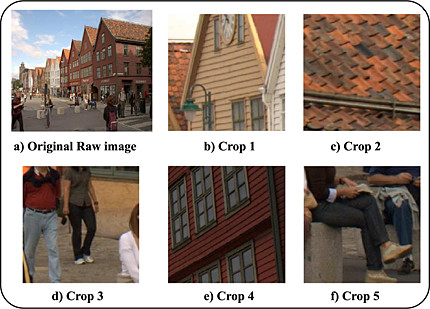 a) Original Raw image
b) Crop 1
c) Crop 2
d) Crop 3
e) Crop 4
f) Crop 5